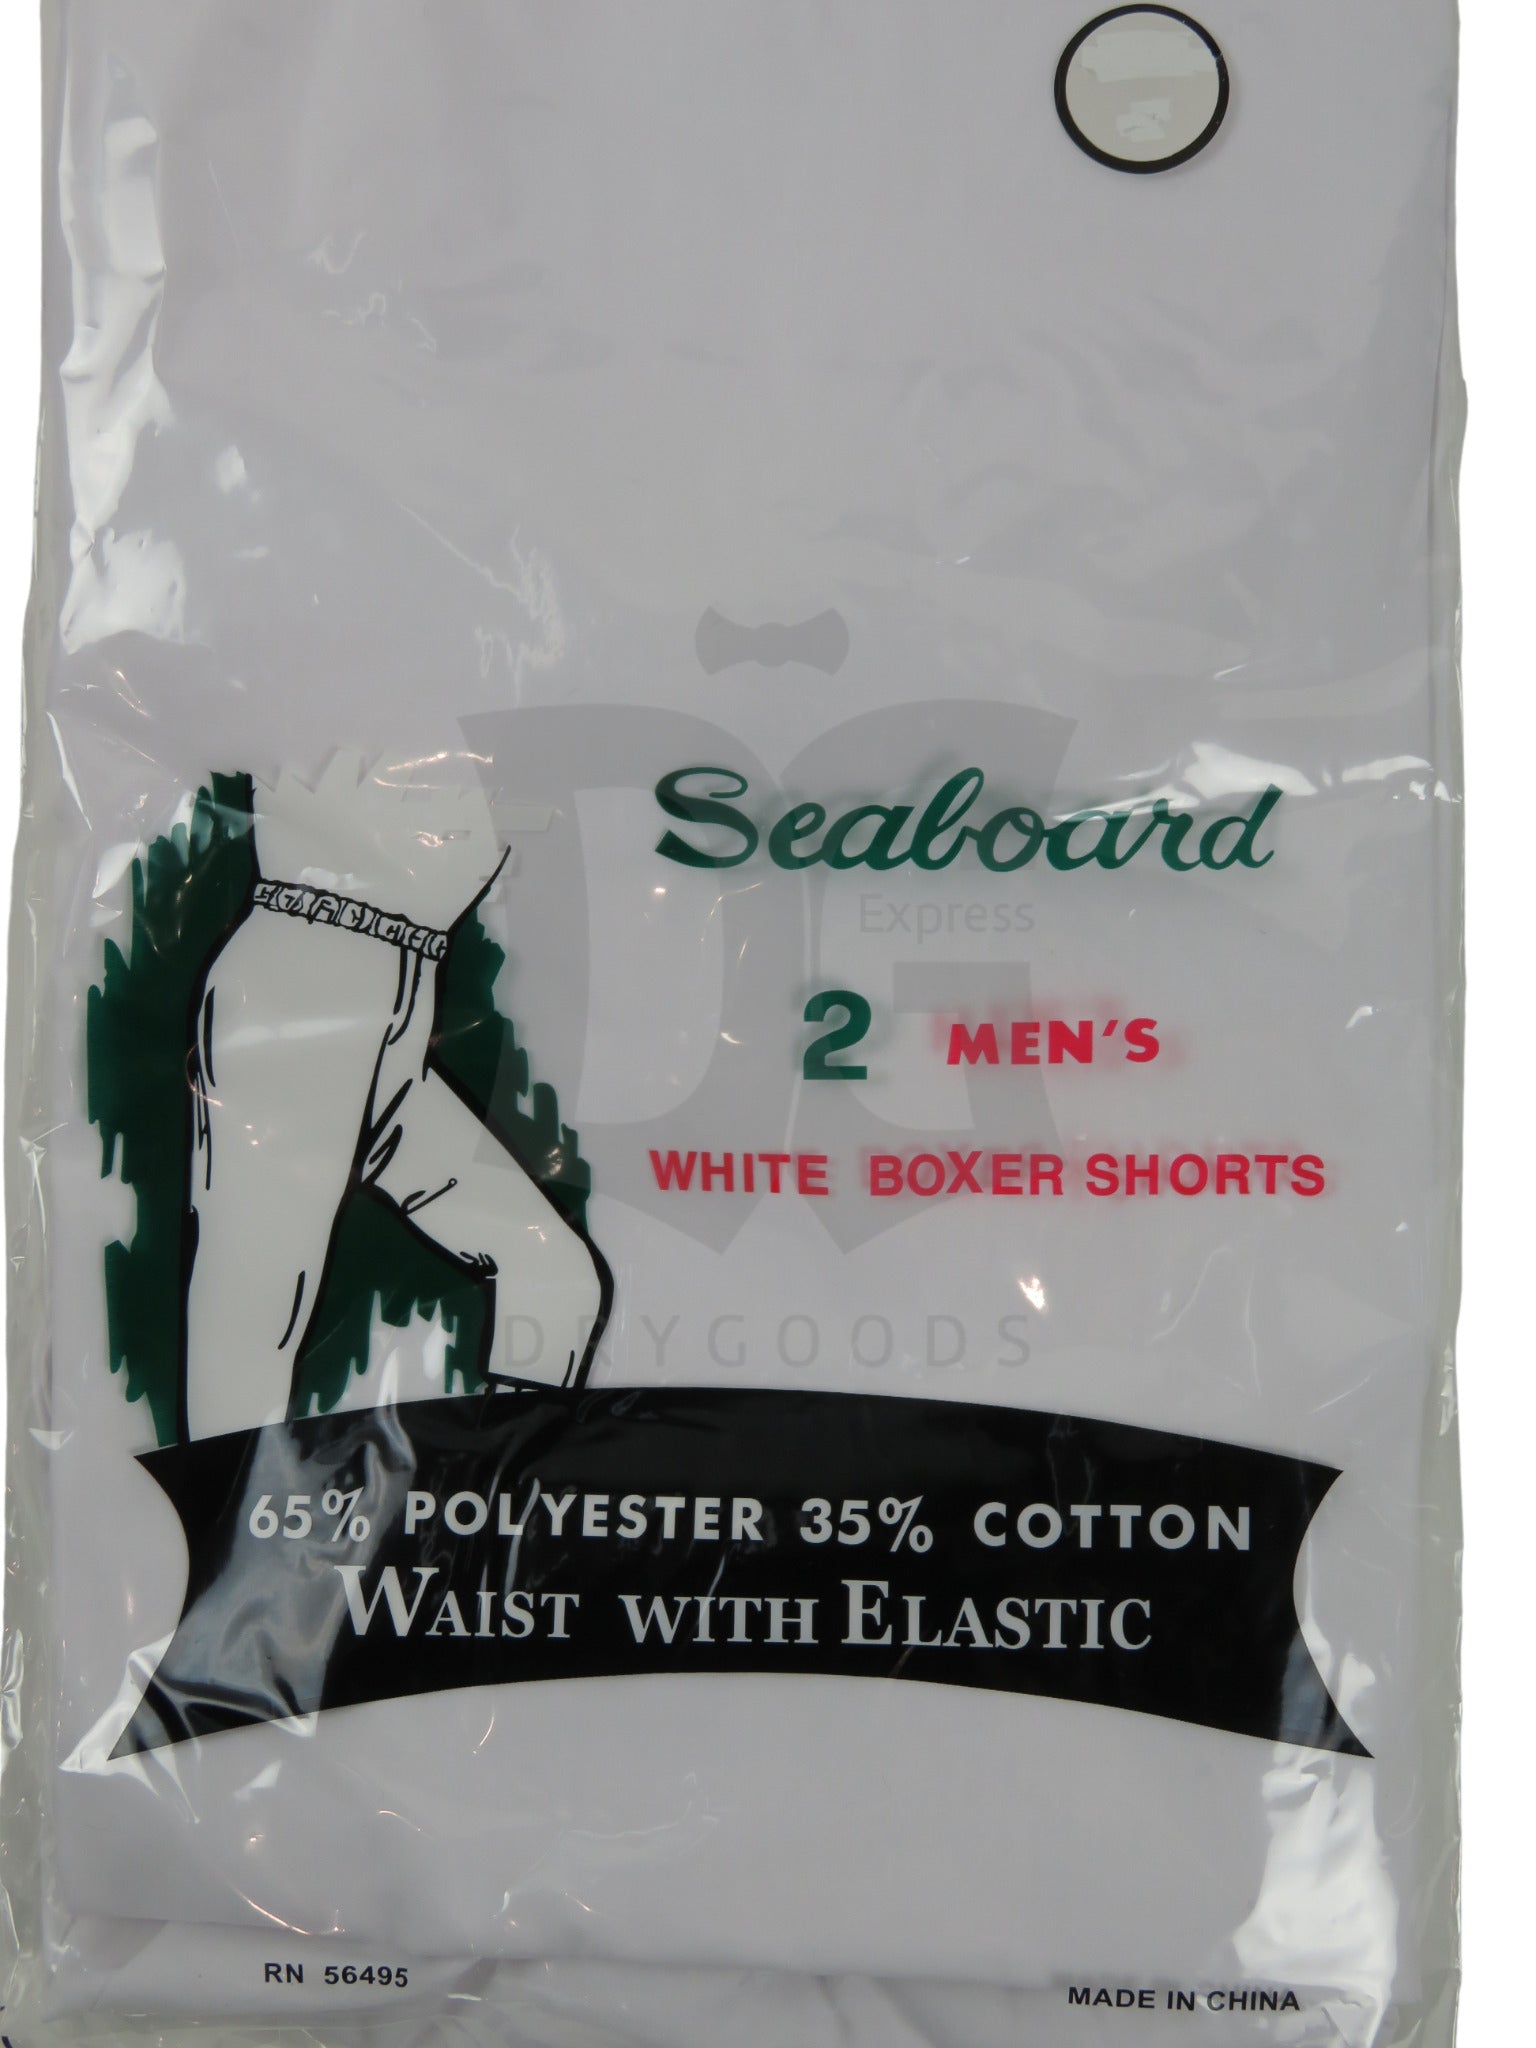 Seaboard
Express
2 MEN'S
WHITE BOXER SHORTS
DRYGOODS
65% POLYESTER 35% COTTON
WAIST WITH ELASTIC
RN 56495
MADE IN CHINA